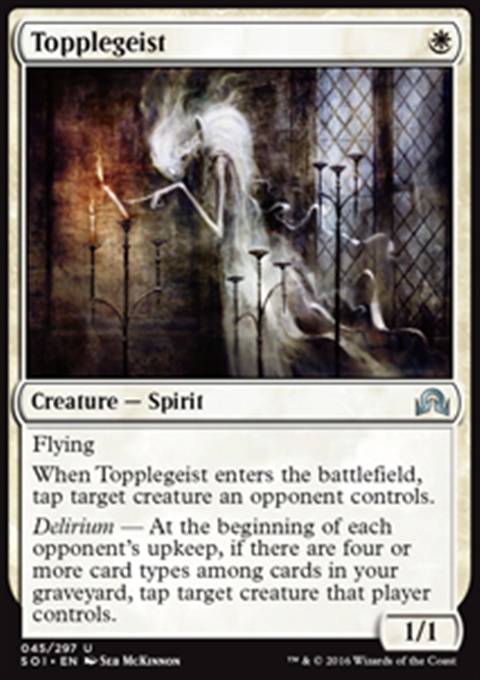 Topplegeist
Creature — Spirit
Flying
When Topplegeist enters the battlefield,
tap target creature an opponent controls.
Delirium — At the beginning of each
opponent's upkeep, if there are four or
more card types among cards in your
graveyard, tap target creature that player
controls.
1/1
045/297 U
SOI • EN Seb McKinnon
™ & © 2016 Wizards of the Coast